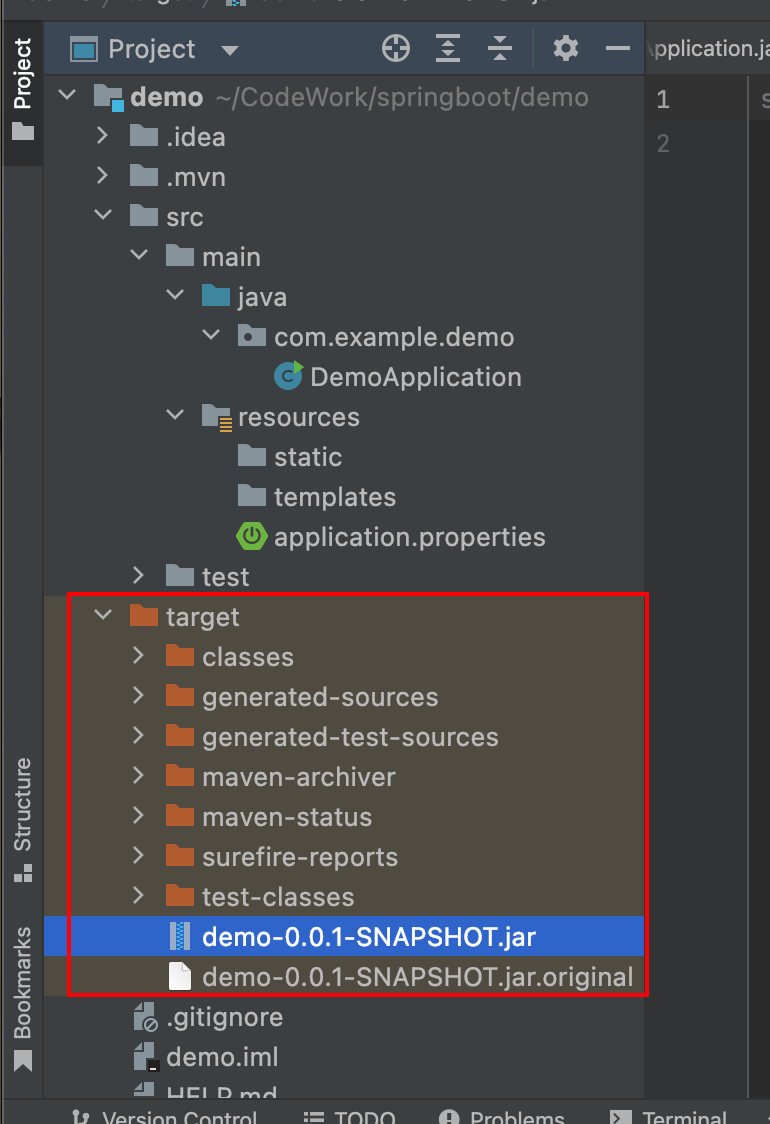 Project
Project
Application.ja
demo ~/CodeWork/springboot/demo
1
.idea
2
.mvn
src
main
java
com.example.demo
DemoApplication
resources
static
templates
application.properties
test
target
classes
generated-sources
generated-test-sources
maven-archiver
Structure
maven-status
surefire-reports
test-classes
demo-0.0.1-SNAPSHOT.jar
Bookmarks
demo-0.0.1-SNAPSHOT.jar.original
.gitignore
demo.iml
HELP.md
Version Control TODO Problems Terminal